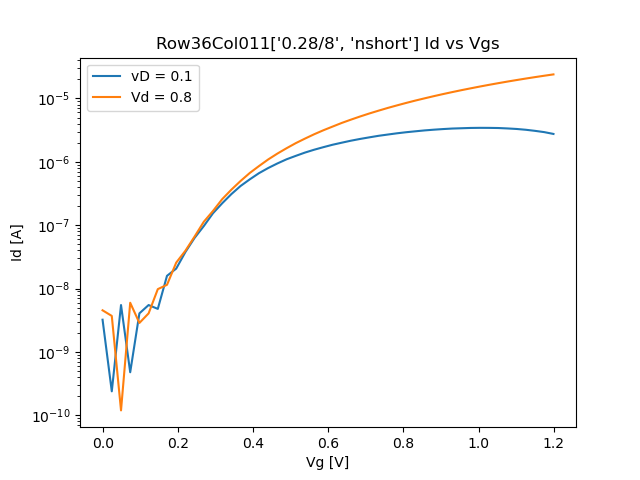 Row36Col011['0.28/8', 'nshort'] Id vs Vgs
vD = 0.1
Vd = 0.8
Id [A]
10⁻⁵
10⁻⁶
10⁻⁷
10⁻⁸
10⁻⁹
10⁻¹⁰
0.0 0.2 0.4 0.6 0.8 1.0 1.2
Vg [V]